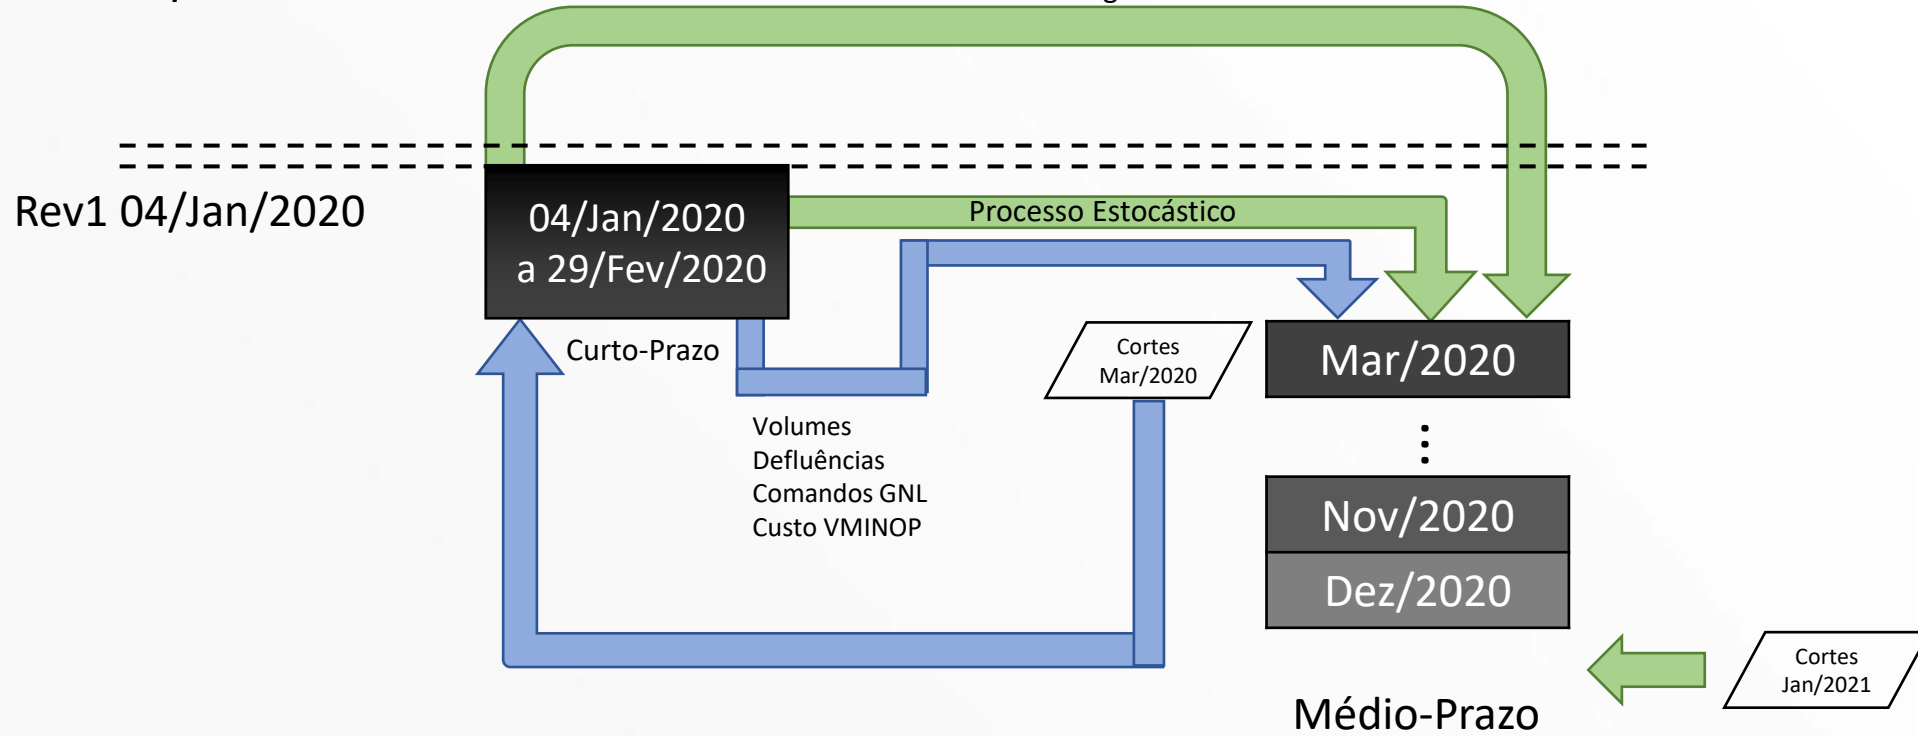 Rev1 04/Jan/2020
04/Jan/2020
a 29/Fev/2020
Processo Estocástico
Curto-Prazo
Cortes
Mar/2020
Mar/2020
Volumes
Defluências
Comandos GNL
Custo VMINOP
Nov/2020
Dez/2020
Cortes
Jan/2021
Médio-Prazo